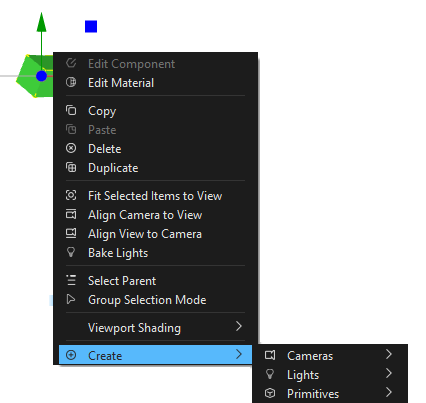 Edit Component
Edit Material
Copy
Paste
Delete
Duplicate
Fit Selected Items to View
Align Camera to View
Align View to Camera
Bake Lights
Select Parent
Group Selection Mode
Viewport Shading
Create
Cameras
Lights
Primitives